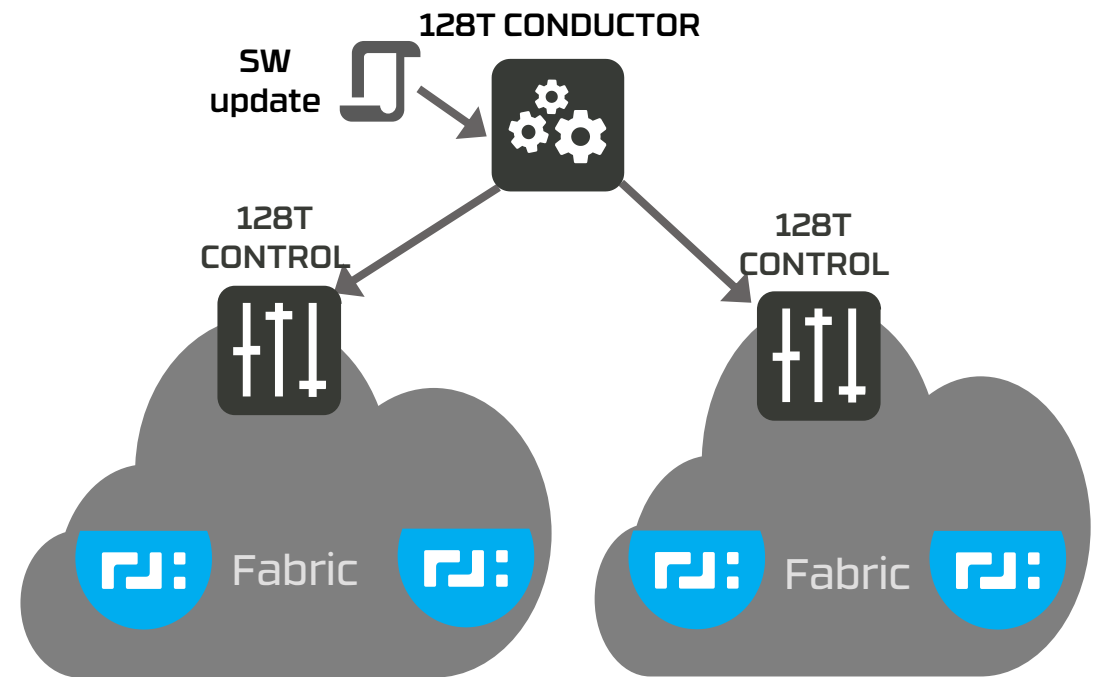 128T CONDUCTOR
SW
update
128T
CONTROL
128T
CONTROL
Fabric
Fabric